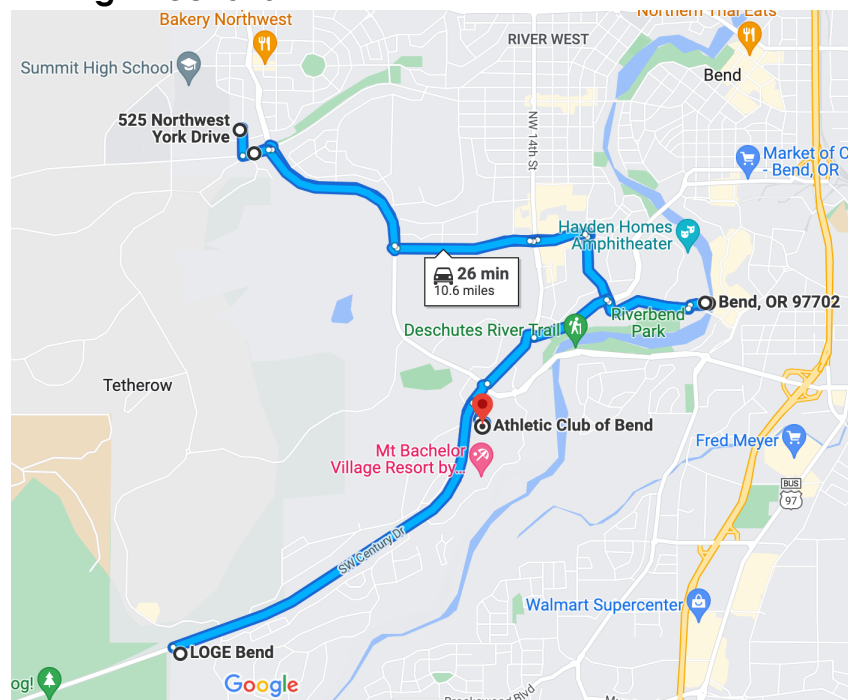 Bakery Northwest
Northern Trail Eats
RIVER WEST
Summit High School
Bend
525 Northwest
York Drive
NW 14th St
Market of C
- Bend, OR
Hayden Homes
Amphitheater
26 min
10.6 miles
Bend, OR 97702
Riverbend
Park
Deschutes River Trail
Tetherow
Athletic Club of Bend
Mt Bachelor
Village Resort by...
Fred Meyer
BUS
97
SW Century Dr
Walmart Supercenter
LOGE Bend
og!
Google